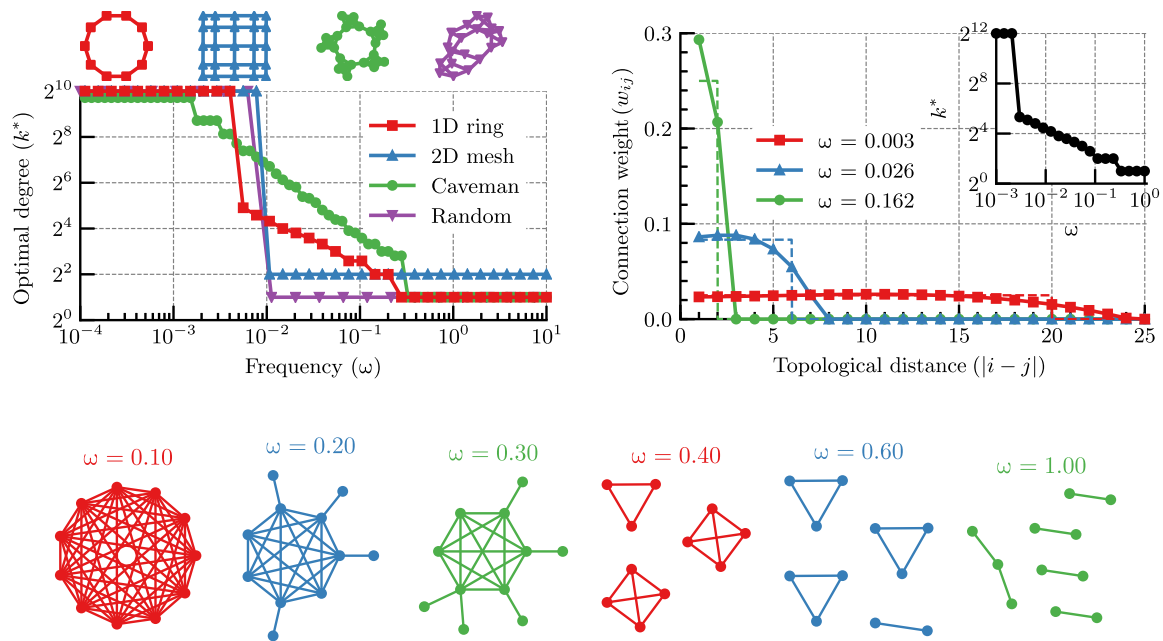 2^10
2^8
2^6
2^4
2^2
2^0
Optimal degree (k*)
1D ring
2D mesh
Caveman
Random
10^−4
10^−3
10^−2
10^−1
10^0
10^1
Frequency (ω)
0.3
0.2
0.1
0.0
Connection weight (w_ij)
ε = 0.003
ε = 0.026
ε = 0.162
0
5
10
15
20
25
Topological distance (|i − j|)
2^12
2^8
2^4
2^0
k*
10^−3
10^−2
10^−1
10^0
ε
ω = 0.10
ω = 0.20
ω = 0.30
ω = 0.40
ω = 0.60
ω = 1.00